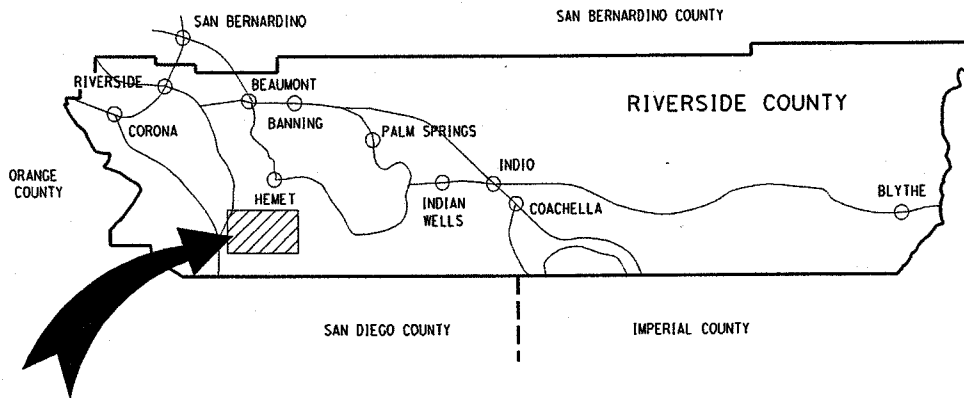 SAN BERNARDINO
SAN BERNARDINO COUNTY
RIVERSIDE
BEAUMONT
RIVERSIDE COUNTY
CORONA
BANNING
PALM SPRINGS
ORANGE
COUNTY
HEMET
INDIO
INDIAN
WELLS
COACHELLA
BLYTHE
SAN DIEGO COUNTY
IMPERIAL COUNTY